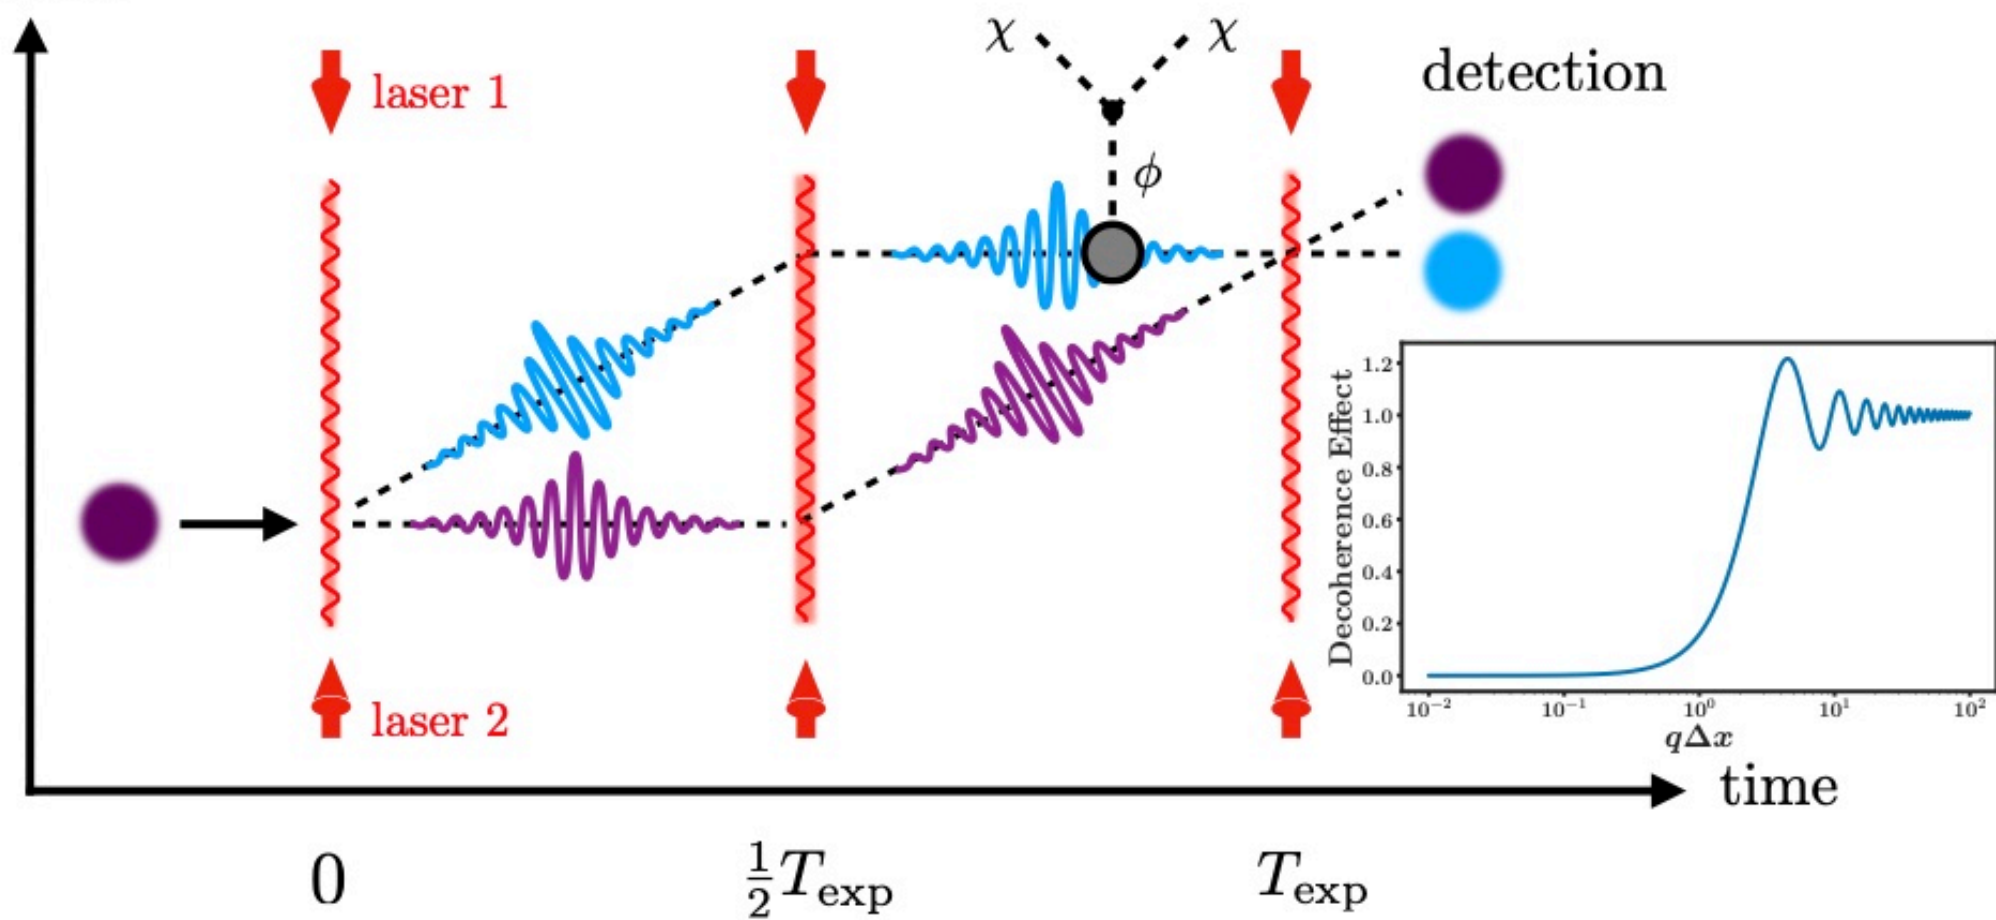 χ χ
laser 1
detection
ϕ
1.2
1.0
0.8
0.6
0.4
0.2
0.0
Decoherence Effect
10⁻² 10⁻¹ 10⁰ 10¹ 10²
qΔx
laser 2
time
0 ½T_exp T_exp